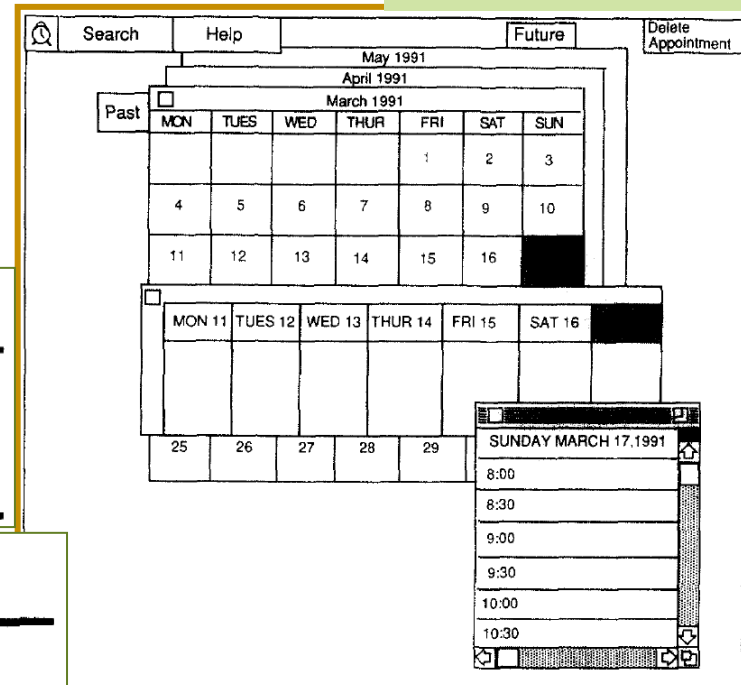 Search Help Future Delete
Appointment
May 1991
April 1991
Past March 1991
MON TUES WED THUR FRI SAT SUN
1 2 3
4 5 6 7 8 9 10
11 12 13 14 15 16
MON 11 TUES 12 WED 13 THUR 14 FRI 15 SAT 16
25 26 27 28 29
SUNDAY MARCH 17,1991
8:00
8:30
9:00
9:30
10:00
10:30